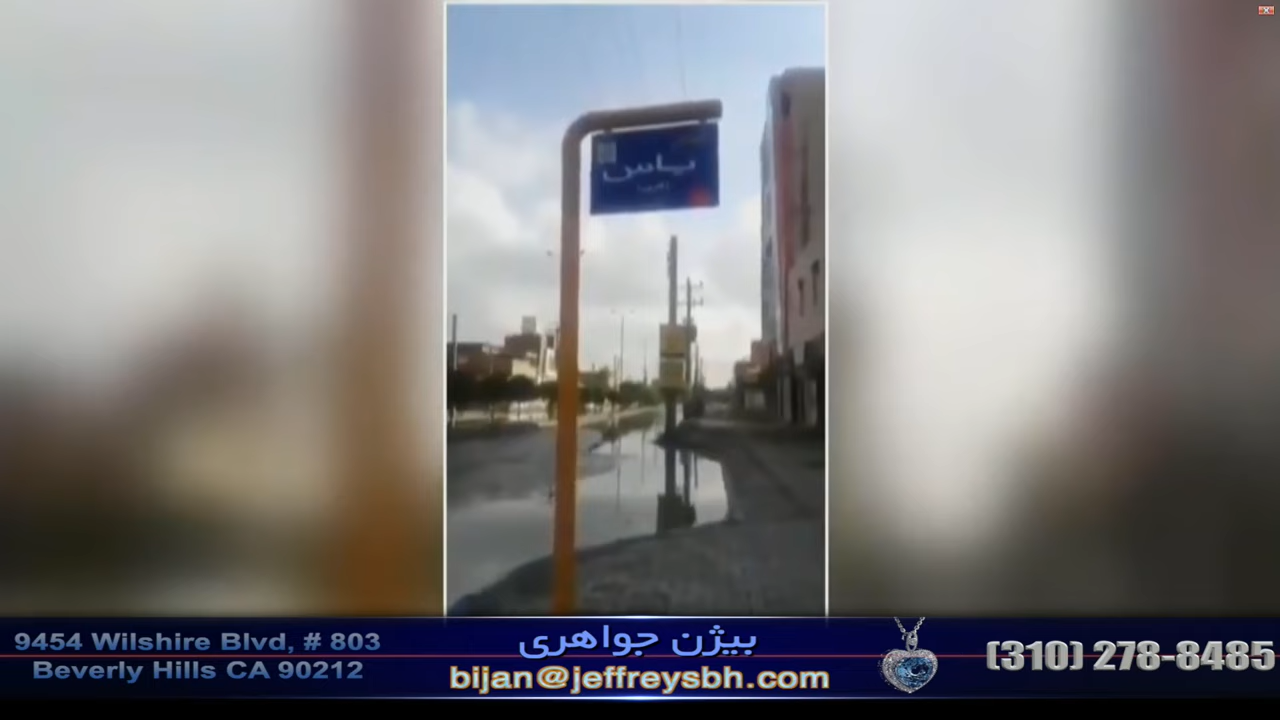 یاس
9454 Wilshire Blvd, # 803
Beverly Hills CA 90212
بیژن جواهری
bijan@jeffreysbh.com
(310) 278-8485